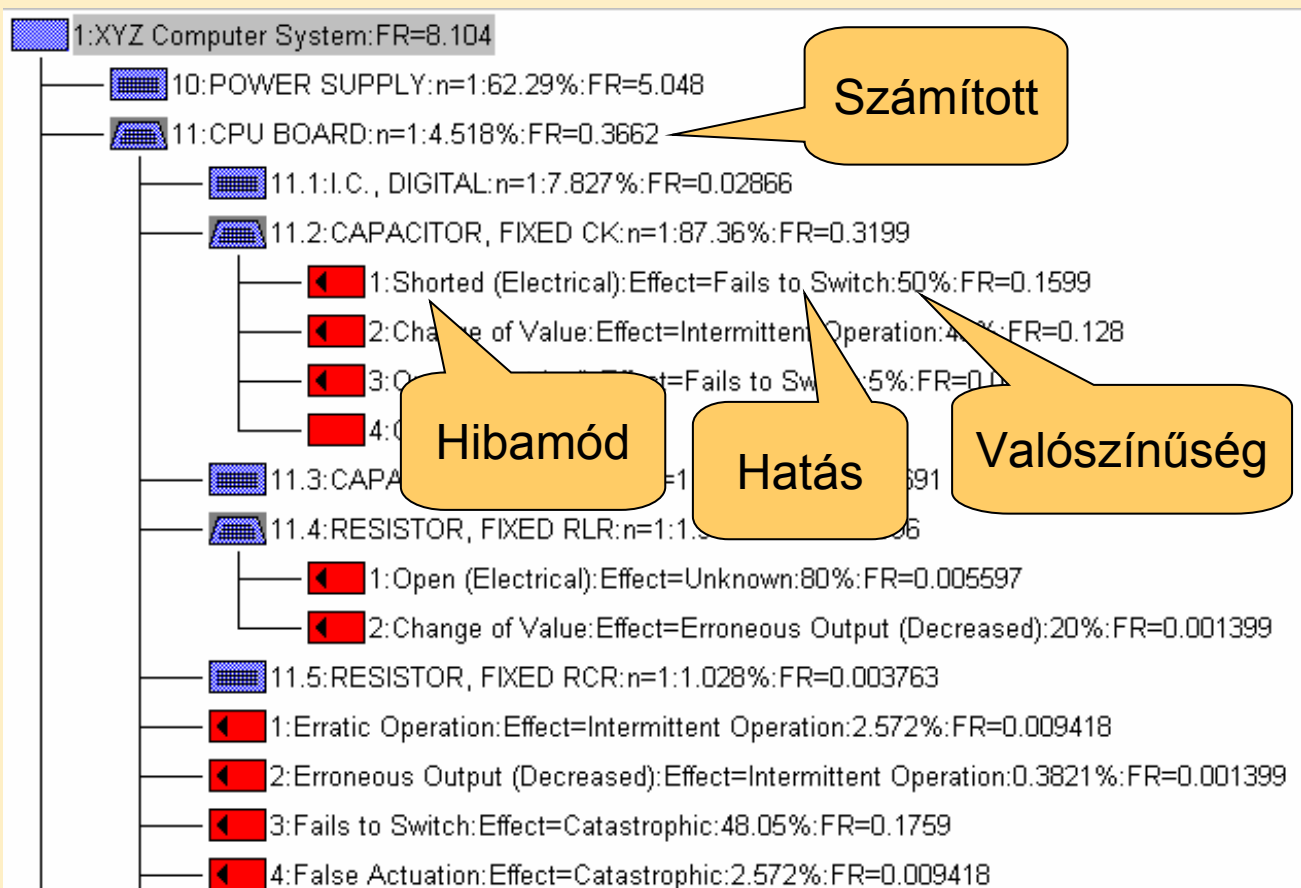 1:XYZ Computer System:FR=8.104
10:POWER SUPPLY:n=1:62.29%:FR=5.048
Számított
11:CPU BOARD:n=1:4.518%:FR=0.3662
11.1:I.C., DIGITAL:n=1:7.827%:FR=0.02866
11.2:CAPACITOR, FIXED CK:n=1:87.36%:FR=0.3199
1:Shorted (Electrical):Effect=Fails to Switch:50%:FR=0.1599
2:Change of Value:Effect=Intermittent Operation:4 %:FR=0.128
3:O :Effect=Fails to Sw :5%:FR=0.0
4:
Hibamód
Hatás
Valószínűség
11.3:CAPA =1 691
11.4:RESISTOR, FIXED RLR:n=1:1. 96
1:Open (Electrical):Effect=Unknown:80%:FR=0.005597
2:Change of Value:Effect=Erroneous Output (Decreased):20%:FR=0.001399
11.5:RESISTOR, FIXED RCR:n=1:1.028%:FR=0.003763
1:Erratic Operation:Effect=Intermittent Operation:2.572%:FR=0.009418
2:Erroneous Output (Decreased):Effect=Intermittent Operation:0.3821%:FR=0.001399
3:Fails to Switch:Effect=Catastrophic:48.05%:FR=0.1759
4:False Actuation:Effect=Catastrophic:2.572%:FR=0.009418